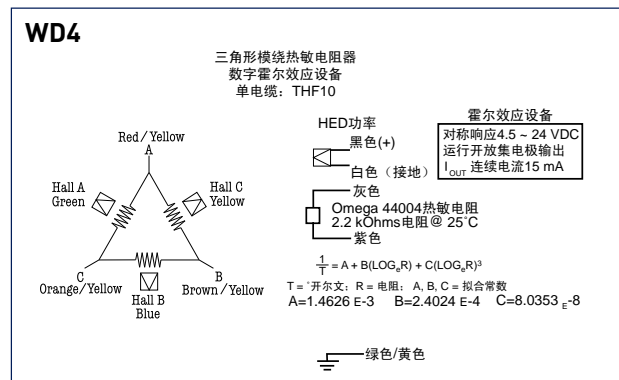 WD4
三角形模绕热敏电阻器
数字霍尔效应设备
单电缆：THF10
Red/Yellow
A
Hall A
Green
Hall C
Yellow
C
Orange/Yellow
Hall B
Blue
B
Brown/Yellow
HED功率
黑色(+)
白色（接地）
灰色
Omega 44004热敏电阻
2.2 kOhms电阻@ 25°C
紫色
霍尔效应设备
对称响应4.5 ~ 24 VDC
运行开放集电极输出
I_OUT 连续电流15 mA
1/T = A + B(LOGeR) + C(LOGeR)³
T = °开尔文；R = 电阻；A, B, C = 拟合常数
A=1.4626 E-3 B=2.4024 E-4 C=8.0353 E-8
绿色/黄色